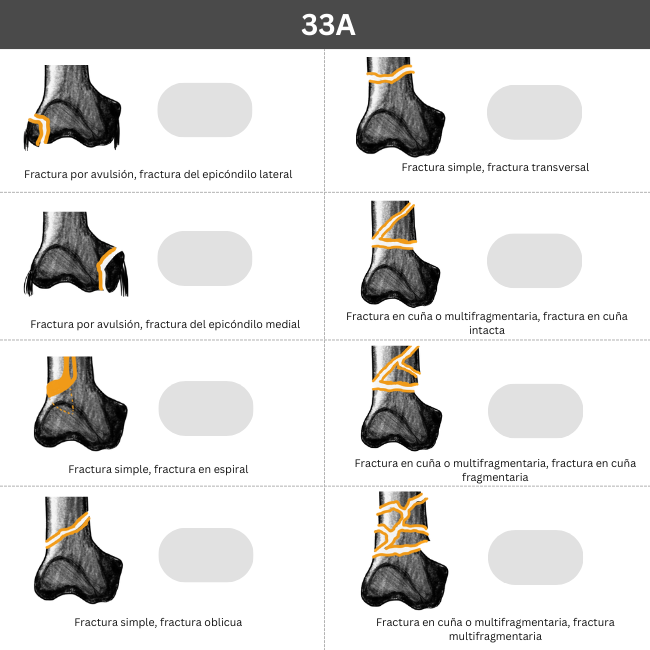 33A
Fractura por avulsión, fractura del epicóndilo lateral
Fractura simple, fractura transversal
Fractura por avulsión, fractura del epicóndilo medial
Fractura en cuña o multifragmentaria, fractura en cuña
intacta
Fractura simple, fractura en espiral
Fractura en cuña o multifragmentaria, fractura en cuña
fragmentaria
Fractura simple, fractura oblicua
Fractura en cuña o multifragmentaria, fractura
multifragmentaria